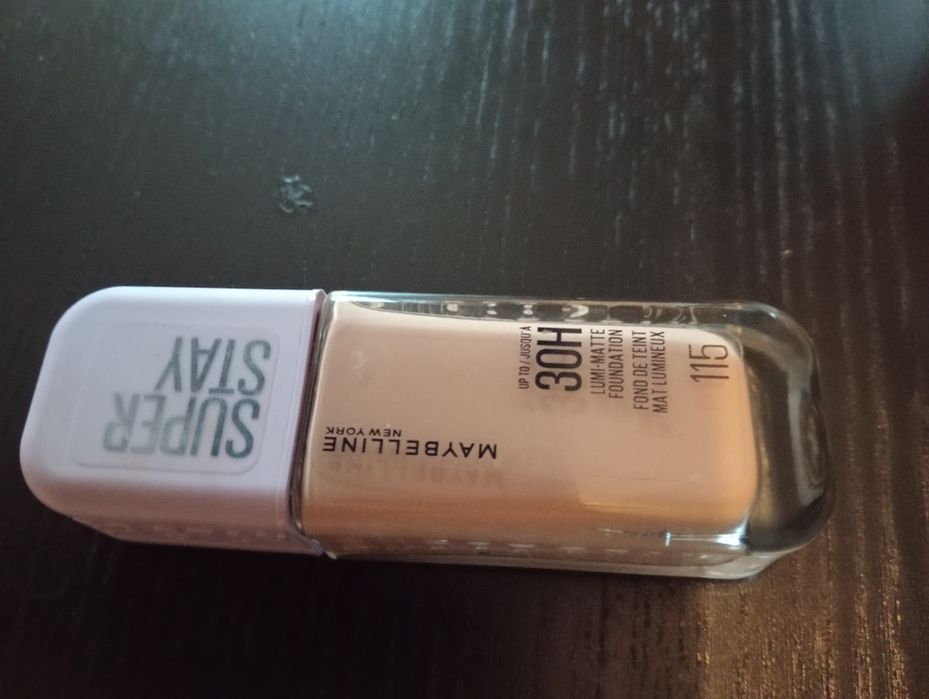 SUPER
STAY
MAYBELLINE
NEW YORK
UP TO / JUSQU'À
30H
LUMI-MATTE
FOUNDATION
FOND DE TEINT
MAT LUMINEUX
115